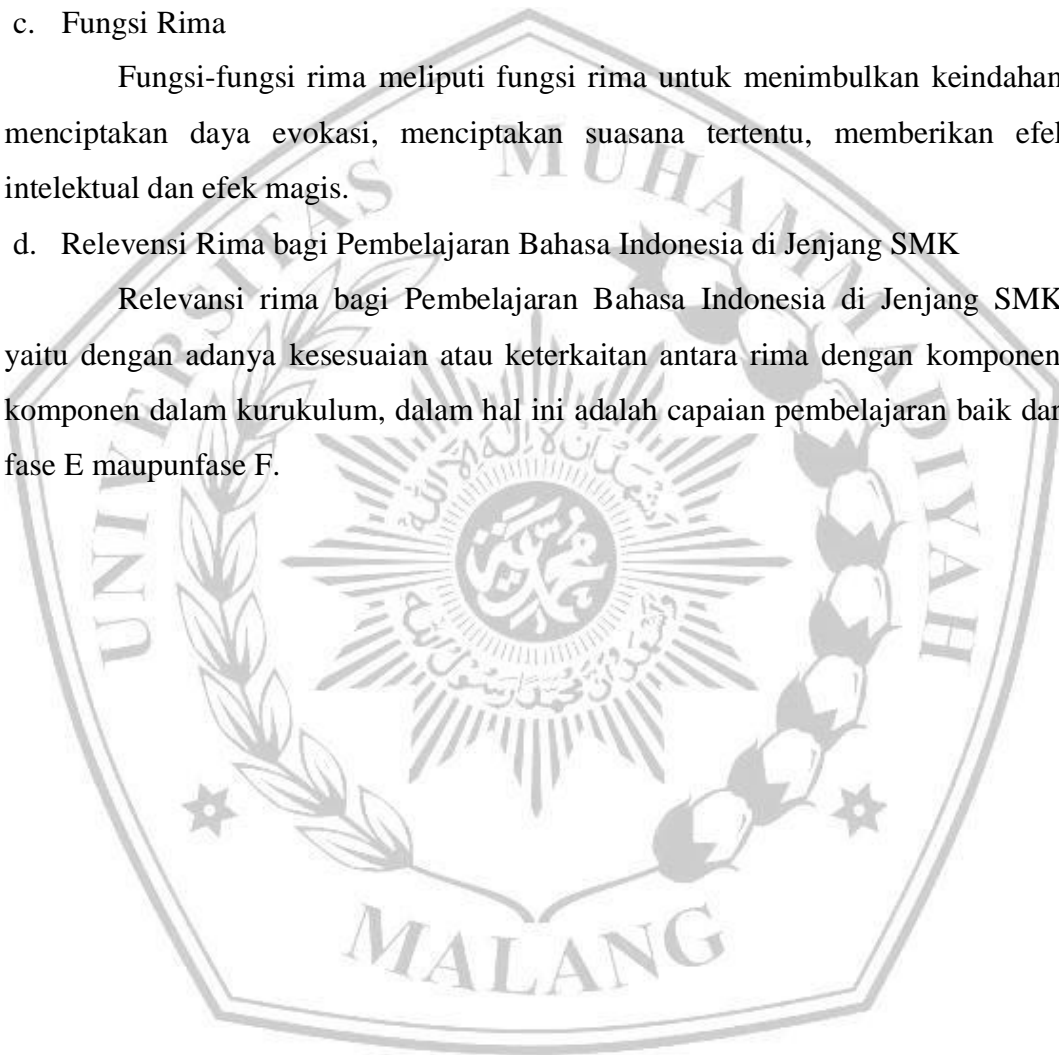 c. Fungsi Rima
Fungsi-fungsi rima meliputi fungsi rima untuk menimbulkan keindahan
menciptakan daya evokasi, menciptakan suasana tertentu, memberikan efek
intelektual dan efek magis.
d. Relevensi Rima bagi Pembelajaran Bahasa Indonesia di Jenjang SMK
Relevansi rima bagi Pembelajaran Bahasa Indonesia di Jenjang SMK
yaitu dengan adanya kesesuaian atau keterkaitan antara rima dengan komponen
komponen dalam kurukulum, dalam hal ini adalah capaian pembelajaran baik dar
fase E maupunfase F.
UNIVERSITAS MUHAMMADIYAH
MALANG